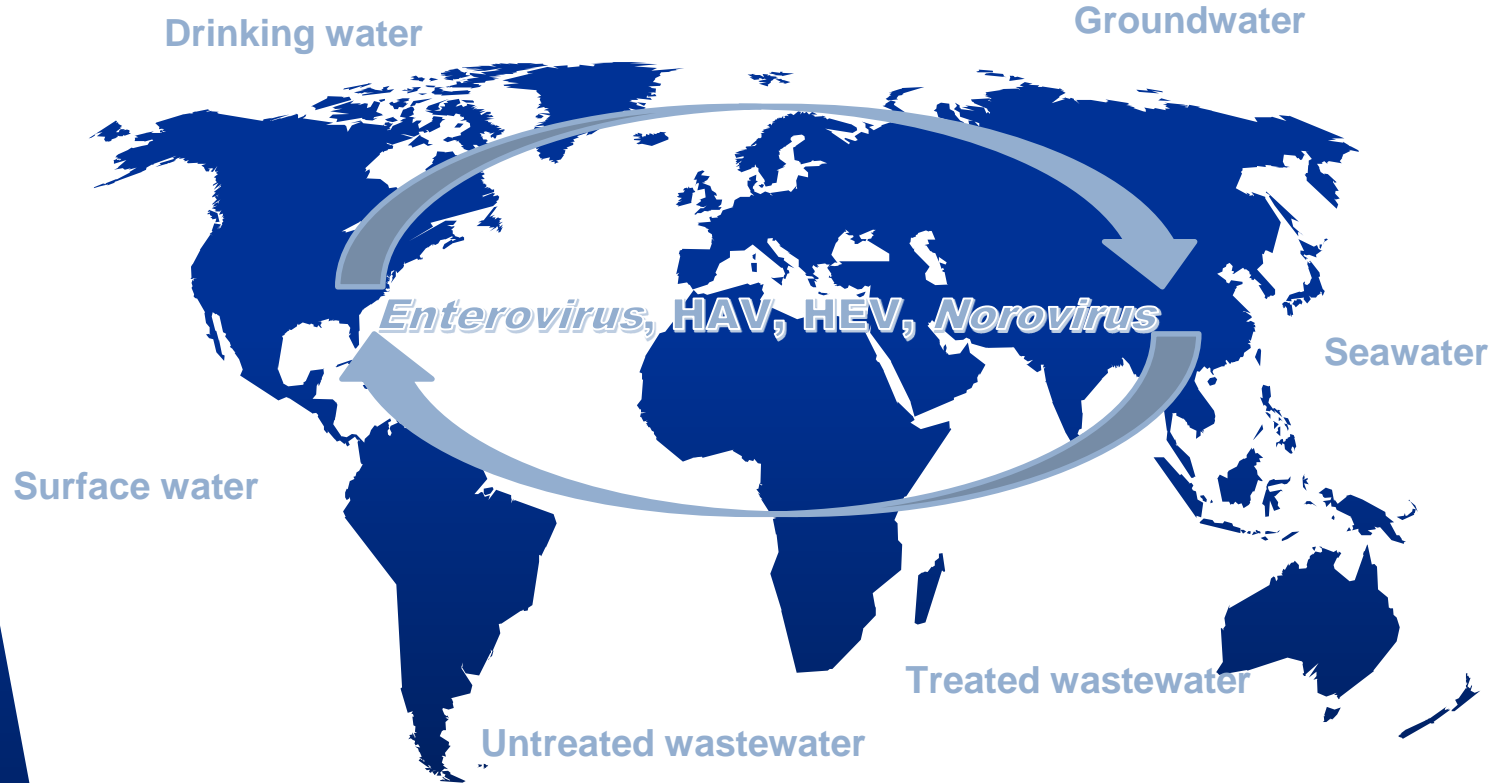 Drinking water
Groundwater
Enterovirus, HAV, HEV, Norovirus
Seawater
Surface water
Treated wastewater
Untreated wastewater